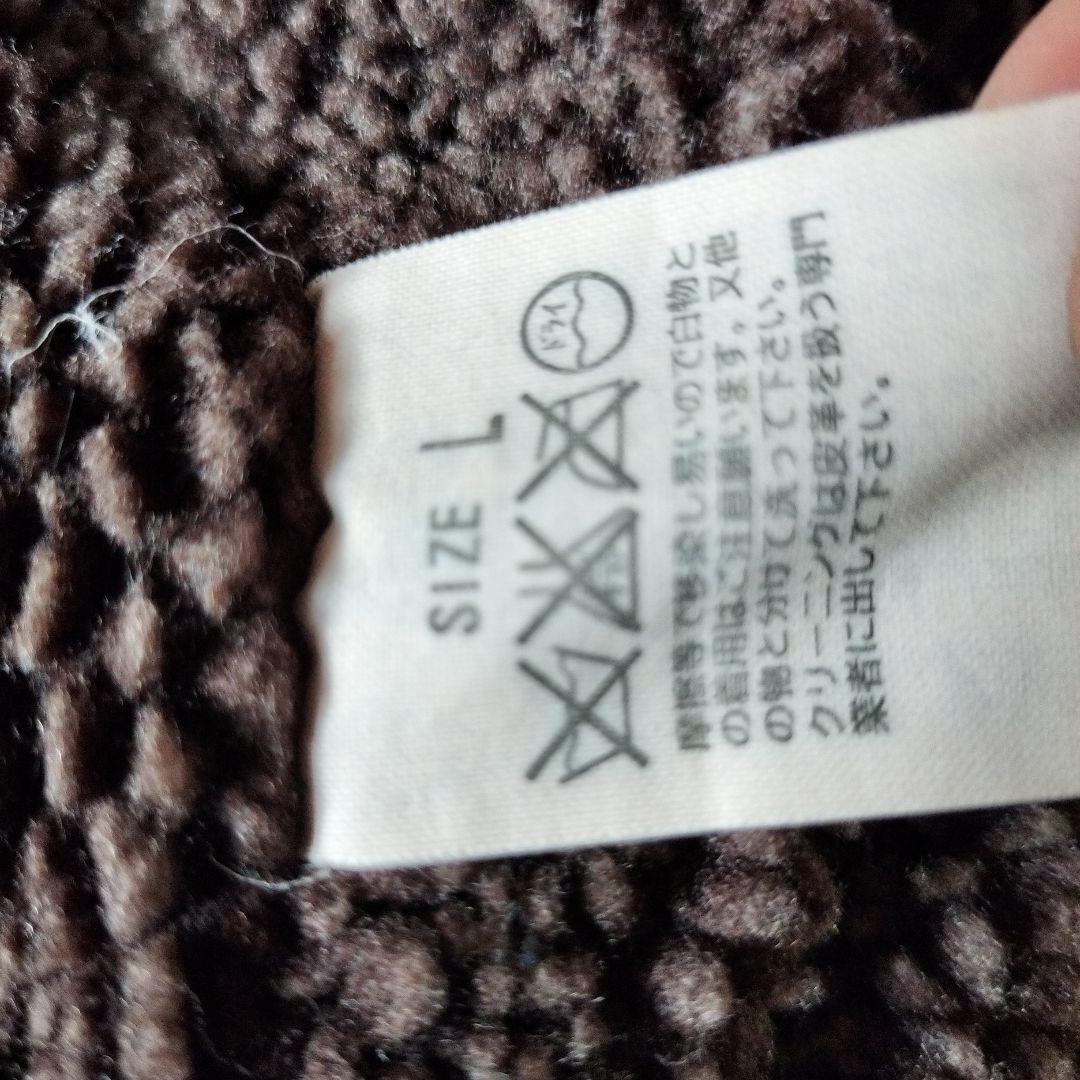 SIZE L
ドライ
摩擦等で移染し易いので白物と
の着用はご注意願います。又他
の物と分けて洗って下さい。
クリーニングは皮革を扱う専門
業者に出して下さい。